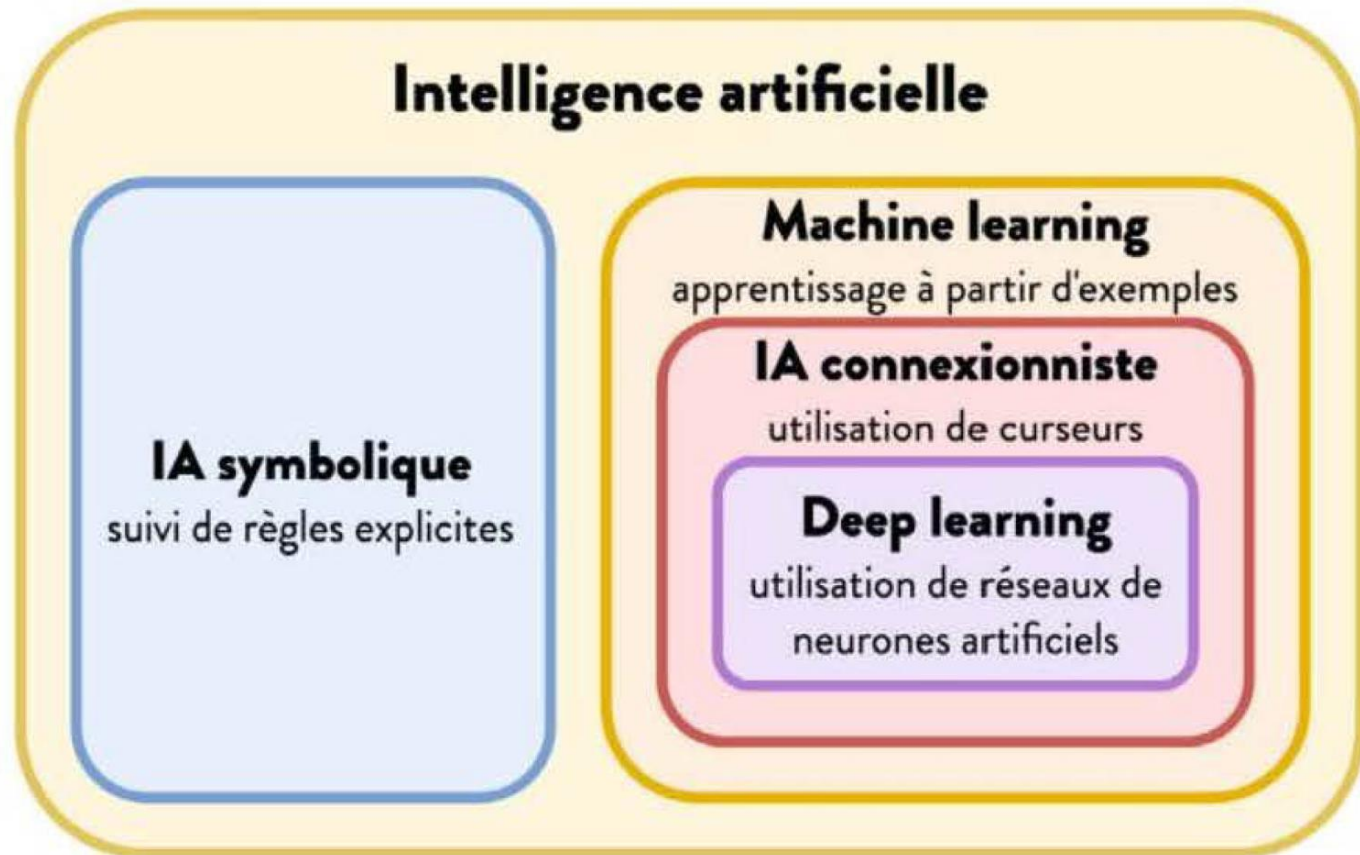 Intelligence artificielle
IA symbolique
suivi de règles explicites
Machine learning
apprentissage à partir d'exemples
IA connexionniste
utilisation de curseurs
Deep learning
utilisation de réseaux de
neurones artificiels